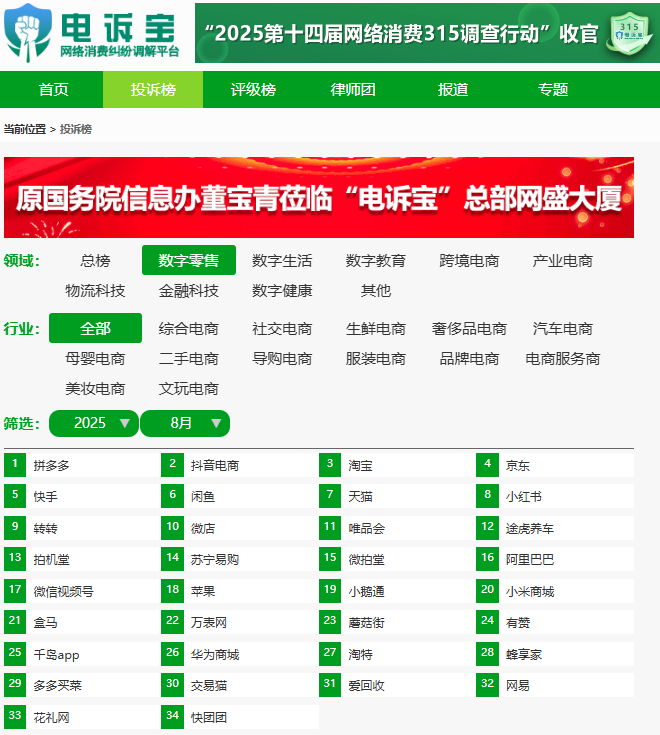 电诉宝
网络消费纠纷调解平台
“2025第十四届网络消费315调查行动”收官
315
首页 投诉榜 评级榜 律师团 报道 专题
当前位置 > 投诉榜
原国务院信息办董宝青莅临“电诉宝”总部网盛大厦
领域: 总榜 数字零售 数字生活 数字教育 跨境电商 产业电商
物流科技 金融科技 数字健康 其他
行业: 全部 综合电商 社交电商 生鲜电商 奢侈品电商 汽车电商
母婴电商 二手电商 导购电商 服装电商 品牌电商 电商服务商
美妆电商 文玩电商
筛选: 2025 8月
1 拼多多 2 抖音电商 3 淘宝 4 京东
5 快手 6 闲鱼 7 天猫 8 小红书
9 转转 10 微店 11 唯品会 12 途虎养车
13 拍机堂 14 苏宁易购 15 微拍堂 16 阿里巴巴
17 微信视频号 18 苹果 19 小鹅通 20 小米商城
21 盒马 22 万表网 23 蘑菇街 24 有赞
25 千岛app 26 华为商城 27 淘特 28 蜂享家
29 多多买菜 30 交易猫 31 爱回收 32 网易
33 花礼网 34 快团团